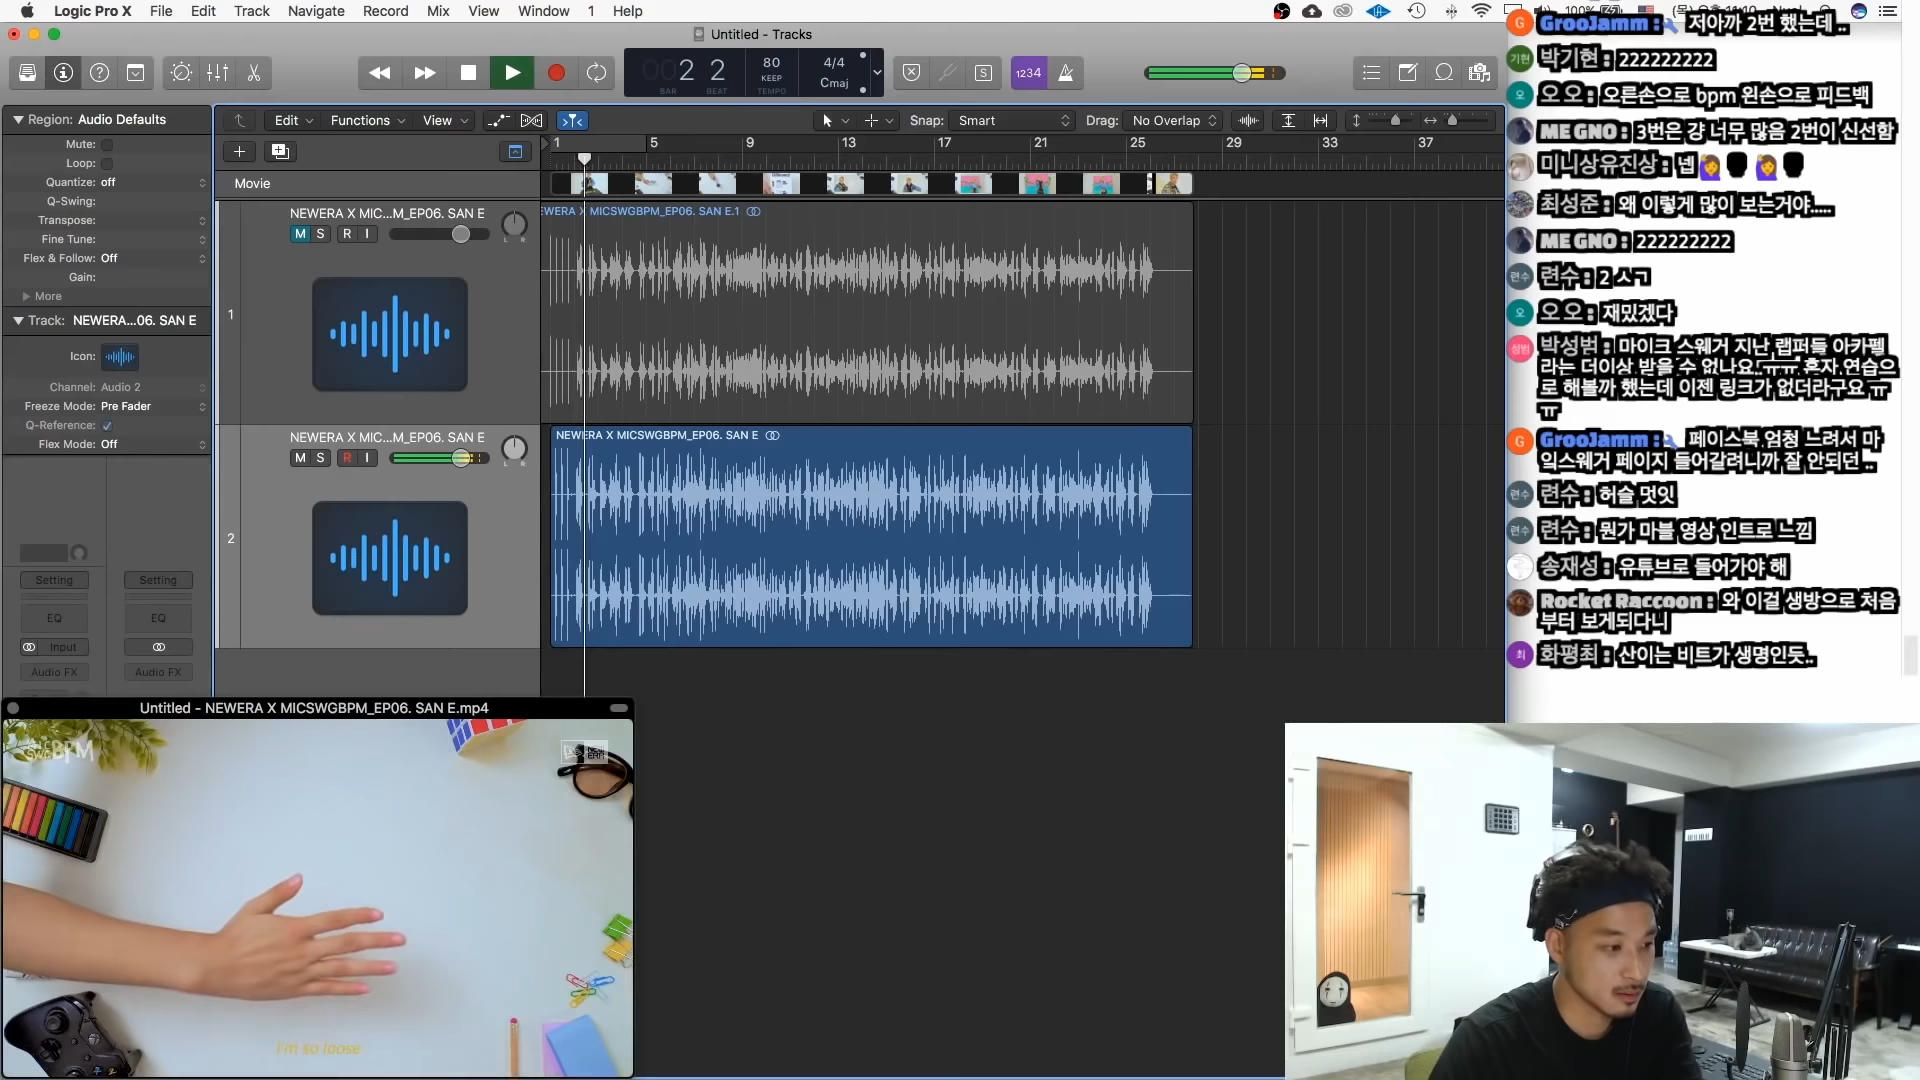 Logic Pro X File Edit Track Navigate Record Mix View Window 1 Help
100%
Untitled - Tracks
002 2
BAR BEAT
80
KEEP
TEMPO
4/4
Cmaj
S
1234
Region: Audio Defaults
Mute:
Loop:
Quantize: off
Q-Swing:
Transpose:
Fine Tune:
Flex & Follow: Off
Gain:
More
Track: NEWERA...06. SAN E
Icon:
Channel: Audio 2
Freeze Mode: Pre Fader
Q-Reference:
Flex Mode: Off
Setting
Setting
EQ
EQ
Input
Audio FX
Audio FX
Edit Functions View
Snap: Smart
Drag: No Overlap
1 5 9 13 17 21 25 29 33 37
Movie
1
NEWERA X MIC...M_EP06. SAN E
M S R I
L R
EWERA X MICSWGBPM_EP06. SAN E.1
2
NEWERA X MIC...M_EP06. SAN E
M S R I
L R
NEWERA X MICSWGBPM_EP06. SAN E
Untitled - NEWERA X MICSWGBPM_EP06. SAN E.mp4
BPM
I'm so loose
GrooJamm : 저아까 2번 했는데 ..
박기현 : 222222222
오오 : 오른손으로 bpm 왼손으로 피드백
ME GNO : 3번은 걍 너무 많음 2번이 신선함
미니상유진상 : 넵
최성준 : 왜 이렇게 많이 보는거야.....
ME GNO : 222222222
련수 : 2 ㅅㄱ
오오 : 재밌겠다
박성범 : 마이크 스웨거 지난 랩퍼들 아카펠
라는 더이상 받을 수 없나요..ㅠㅠ 혼자 연습으
로 해볼까 했는데 이젠 링크가 없더라구요 ㅠ
ㅠ
GrooJamm : 페이스북 엄청 느려서 마
잌스웨거 페이지 들어갈려니까 잘 안되던 ..
련수 : 허슬 멋잇
련수 : 뭔가 마블 영상 인트로 느낌
송재성 : 유튜브로 들어가야 해
Rocket Raccoon : 와 이걸 생방으로 처음
부터 보게되다니
화평최 : 산이는 비트가 생명인듯..